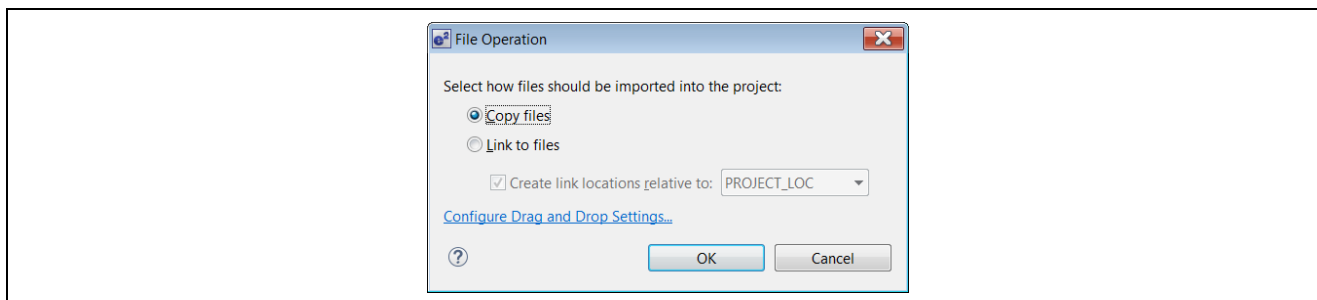 e² File Operation
Select how files should be imported into the project:
Copy files
Link to files
Create link locations relative to: PROJECT_LOC
Configure Drag and Drop Settings...
? OK Cancel